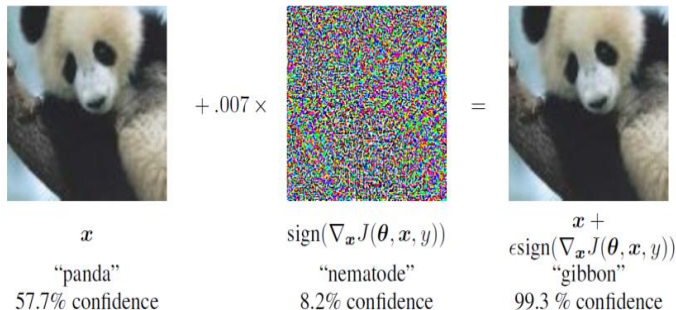 + .007 ×
=
x
“panda”
57.7% confidence
sign(∇ₓJ(θ, x, y))
“nematode”
8.2% confidence
x +
ϵsign(∇ₓJ(θ, x, y))
“gibbon”
99.3 % confidence